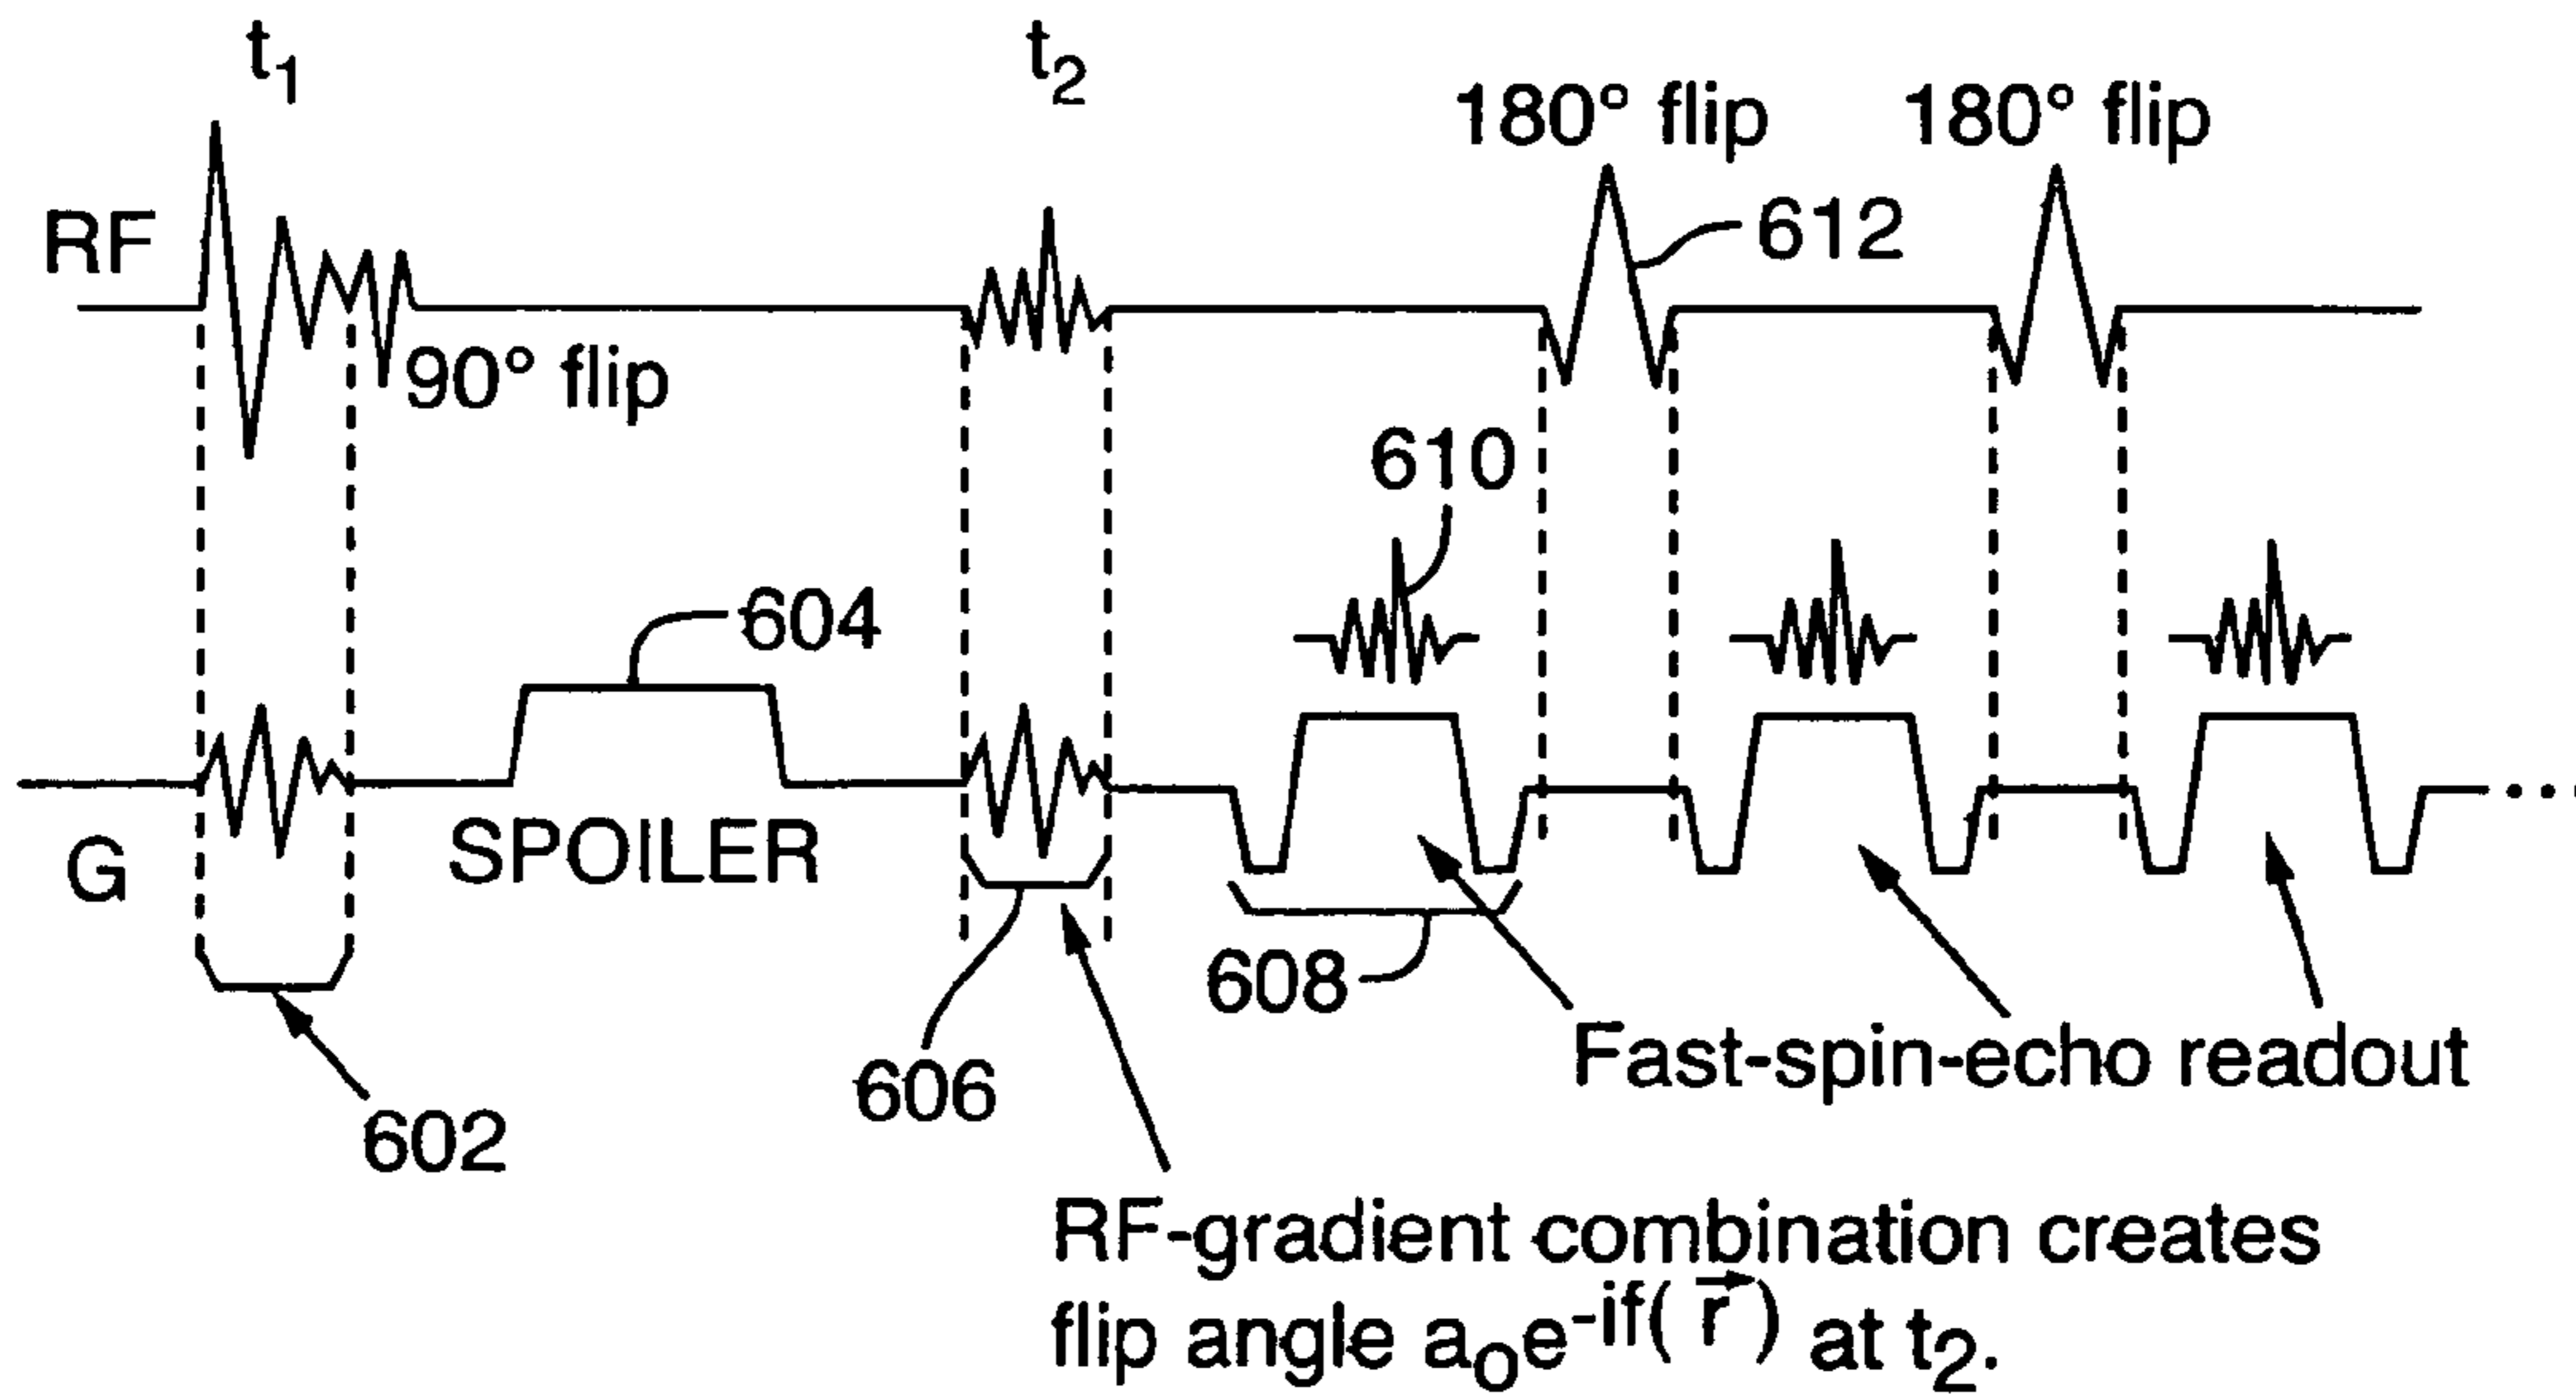 t₁
t₂
180° flip
180° flip
RF
612
90° flip
610
604
SPOILER
G
608
606
602
Fast-spin-echo readout
RF-gradient combination creates
flip angle aₒe^-if(r⃗) at t₂.